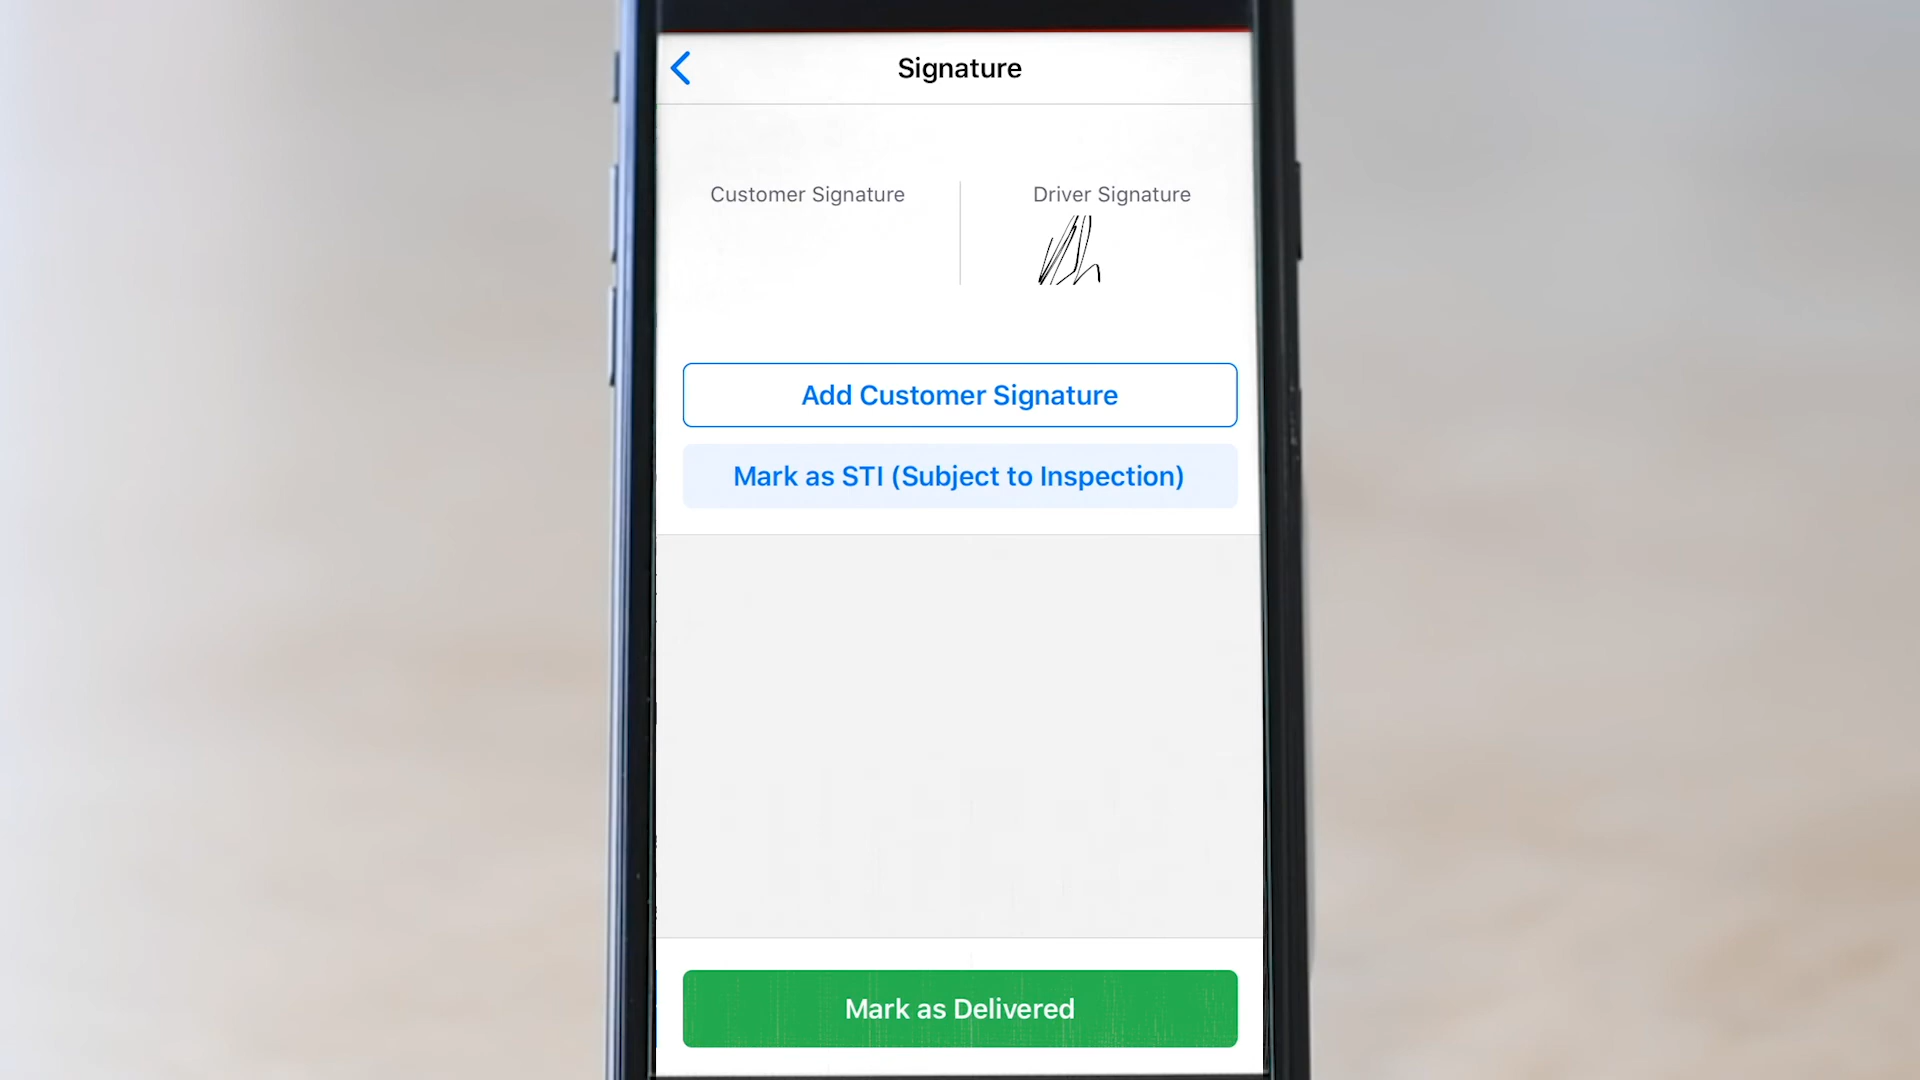 Signature
Customer Signature
Driver Signature
Add Customer Signature
Mark as STI (Subject to Inspection)
Mark as Delivered